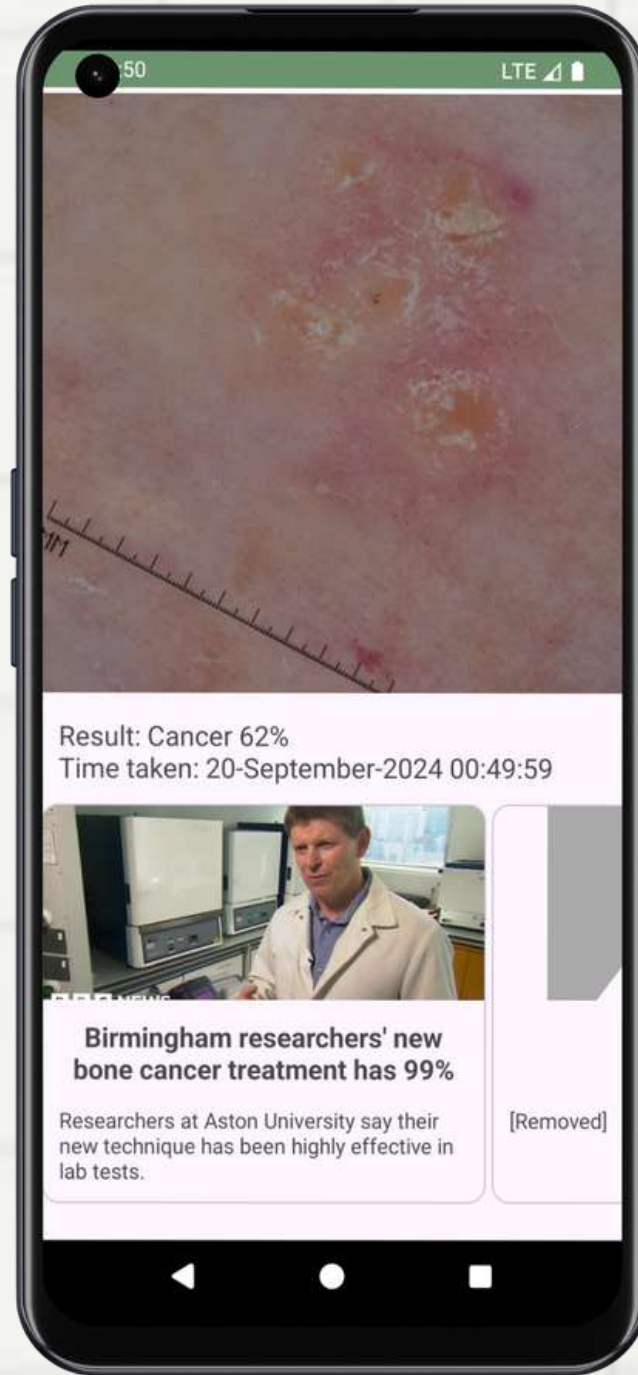 :50
LTE
MM
Result: Cancer 62%
Time taken: 20-September-2024 00:49:59
NEWS
Birmingham researchers' new
bone cancer treatment has 99%
Researchers at Aston University say their
new technique has been highly effective in
lab tests.
[Removed]